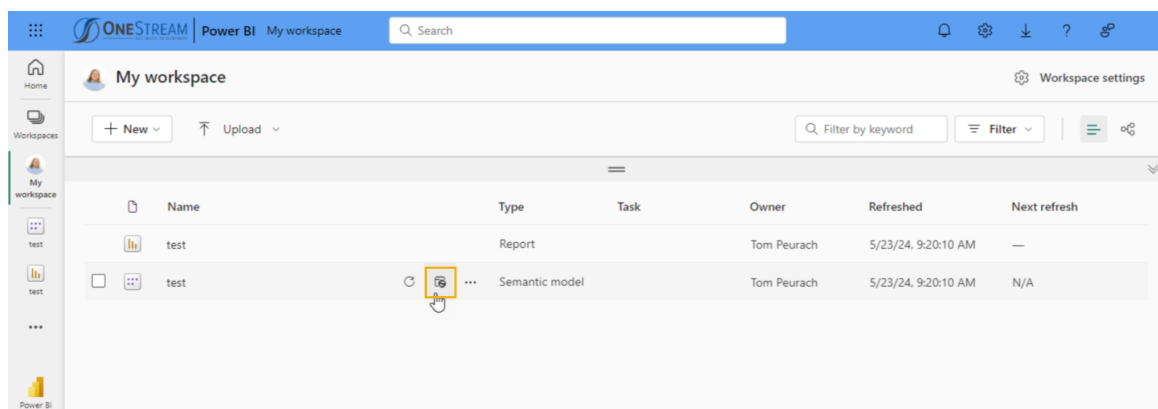 ONESTREAM Power BI My workspace Search ?
Home
My workspace Workspace settings
Workspaces
+ New Upload Filter by keyword Filter
My workspace
Name Type Task Owner Refreshed Next refresh
test
test Report Tom Peurach 5/23/24, 9:20:10 AM —
test
test ... Semantic model Tom Peurach 5/23/24, 9:20:10 AM N/A
...
Power BI